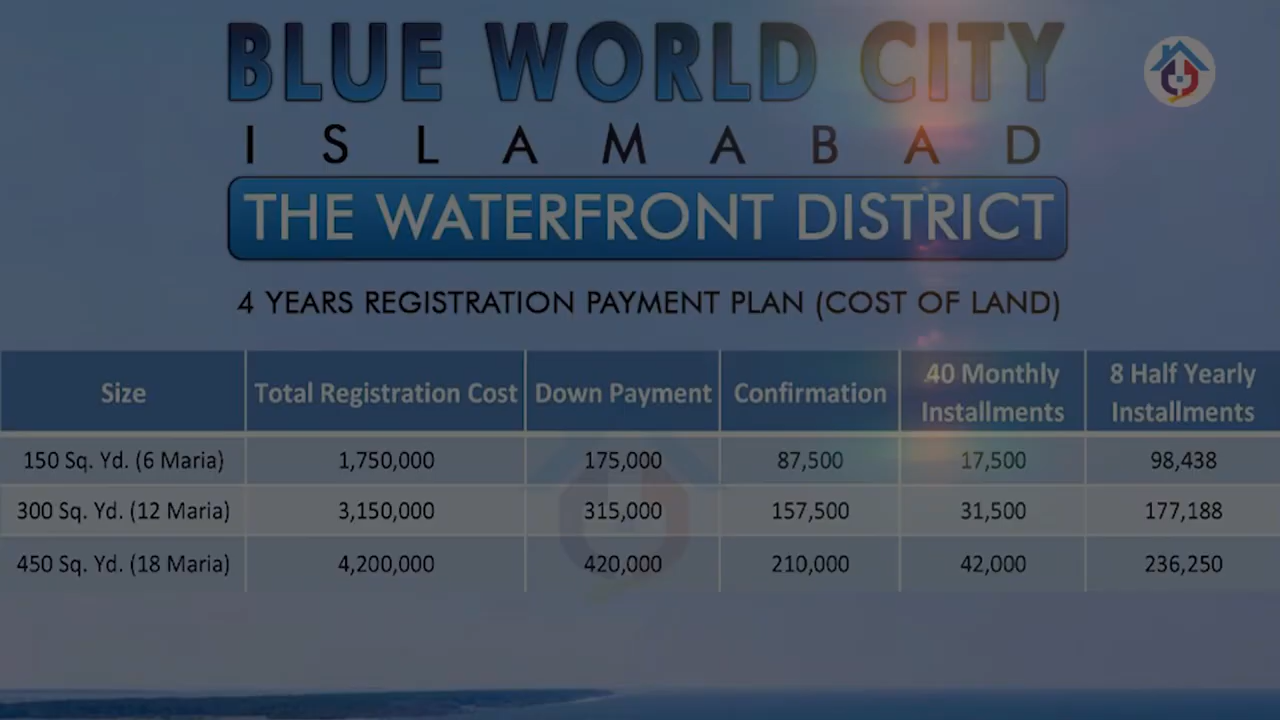 BLUE WORLD CITY
ISLAMABAD
THE WATERFRONT DISTRICT
4 YEARS REGISTRATION PAYMENT PLAN (COST OF LAND)
Size Total Registration Cost Down Payment Confirmation 40 Monthly Installments 8 Half Yearly Installments
150 Sq. Yd. (6 Maria) 1,750,000 175,000 87,500 17,500 98,438
300 Sq. Yd. (12 Maria) 3,150,000 315,000 157,500 31,500 177,188
450 Sq. Yd. (18 Maria) 4,200,000 420,000 210,000 42,000 236,250